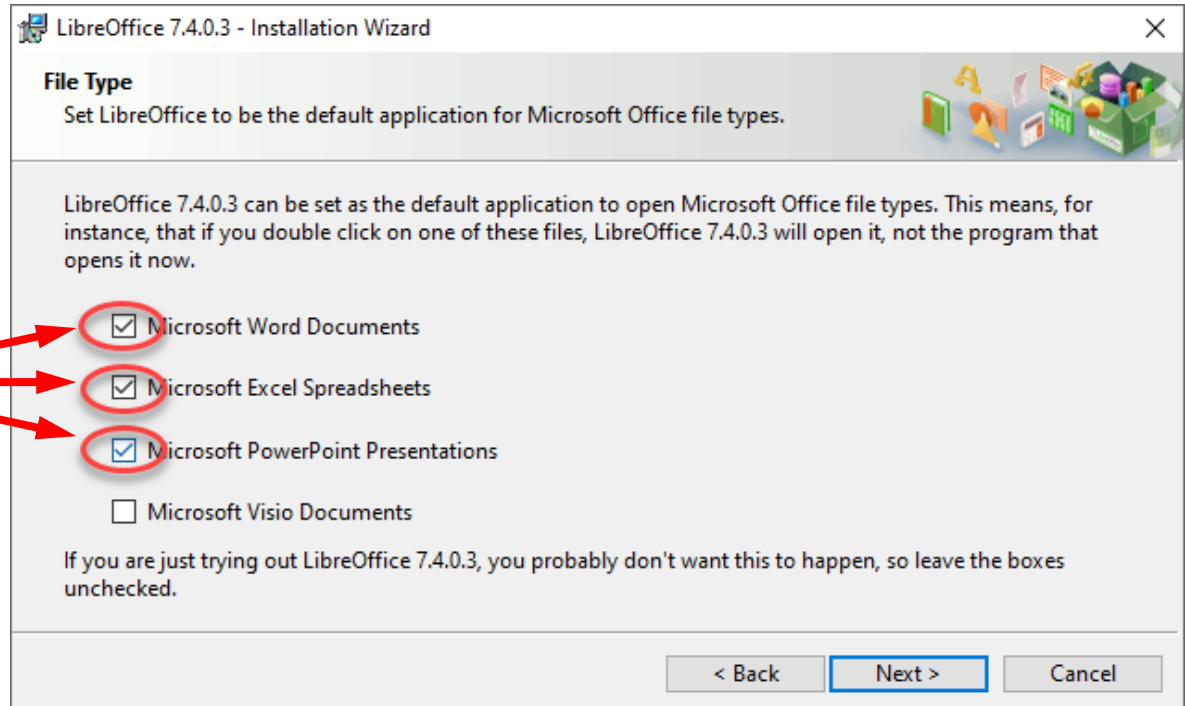 LibreOffice 7.4.0.3 - Installation Wizard
File Type
Set LibreOffice to be the default application for Microsoft Office file types.
LibreOffice 7.4.0.3 can be set as the default application to open Microsoft Office file types. This means, for
instance, that if you double click on one of these files, LibreOffice 7.4.0.3 will open it, not the program that
opens it now.
Microsoft Word Documents
Microsoft Excel Spreadsheets
Microsoft PowerPoint Presentations
Microsoft Visio Documents
If you are just trying out LibreOffice 7.4.0.3, you probably don't want this to happen, so leave the boxes
unchecked.
< Back
Next >
Cancel